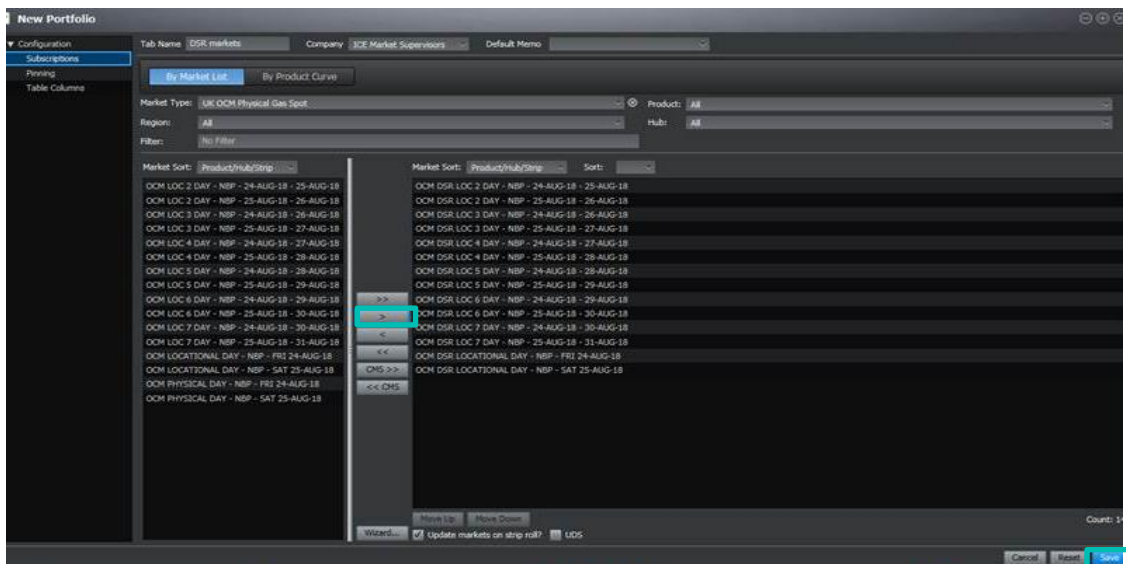 New Portfolio
▼ Configuration
Subscriptions
Pinning
Table Columns
Tab Name DSR markets Company ICE Market Supervisors Default Memo
By Market List By Product Curve
Market Type: UK OCM Physical Gas Spot Product: All
Region: All Hub: All
Filter: No Filter
Market Sort: Product/Hub/Strip
OCM LOC 2 DAY - NBP - 24-AUG-18 - 25-AUG-18
OCM LOC 2 DAY - NBP - 25-AUG-18 - 26-AUG-18
OCM LOC 3 DAY - NBP - 24-AUG-18 - 26-AUG-18
OCM LOC 3 DAY - NBP - 25-AUG-18 - 27-AUG-18
OCM LOC 4 DAY - NBP - 24-AUG-18 - 27-AUG-18
OCM LOC 4 DAY - NBP - 25-AUG-18 - 28-AUG-18
OCM LOC 5 DAY - NBP - 24-AUG-18 - 28-AUG-18
OCM LOC 5 DAY - NBP - 25-AUG-18 - 29-AUG-18
OCM LOC 6 DAY - NBP - 24-AUG-18 - 29-AUG-18
OCM LOC 6 DAY - NBP - 25-AUG-18 - 30-AUG-18
OCM LOC 7 DAY - NBP - 24-AUG-18 - 30-AUG-18
OCM LOC 7 DAY - NBP - 25-AUG-18 - 31-AUG-18
OCM LOCATIONAL DAY - NBP - FRI 24-AUG-18
OCM LOCATIONAL DAY - NBP - SAT 25-AUG-18
OCM PHYSICAL DAY - NBP - FRI 24-AUG-18
OCM PHYSICAL DAY - NBP - SAT 25-AUG-18
>>
>
<
<<
CMS >>
<< CMS
Wizard...
Market Sort: Product/Hub/Strip Sort:
OCM DSR LOC 2 DAY - NBP - 24-AUG-18 - 25-AUG-18
OCM DSR LOC 2 DAY - NBP - 25-AUG-18 - 26-AUG-18
OCM DSR LOC 3 DAY - NBP - 24-AUG-18 - 26-AUG-18
OCM DSR LOC 3 DAY - NBP - 25-AUG-18 - 27-AUG-18
OCM DSR LOC 4 DAY - NBP - 24-AUG-18 - 27-AUG-18
OCM DSR LOC 4 DAY - NBP - 25-AUG-18 - 28-AUG-18
OCM DSR LOC 5 DAY - NBP - 24-AUG-18 - 28-AUG-18
OCM DSR LOC 5 DAY - NBP - 25-AUG-18 - 29-AUG-18
OCM DSR LOC 6 DAY - NBP - 24-AUG-18 - 29-AUG-18
OCM DSR LOC 6 DAY - NBP - 25-AUG-18 - 30-AUG-18
OCM DSR LOC 7 DAY - NBP - 24-AUG-18 - 30-AUG-18
OCM DSR LOC 7 DAY - NBP - 25-AUG-18 - 31-AUG-18
OCM DSR LOCATIONAL DAY - NBP - FRI 24-AUG-18
OCM DSR LOCATIONAL DAY - NBP - SAT 25-AUG-18
Move Up Move Down Count: 14
Update markets on strip roll? UDS
Cancel Reset Save